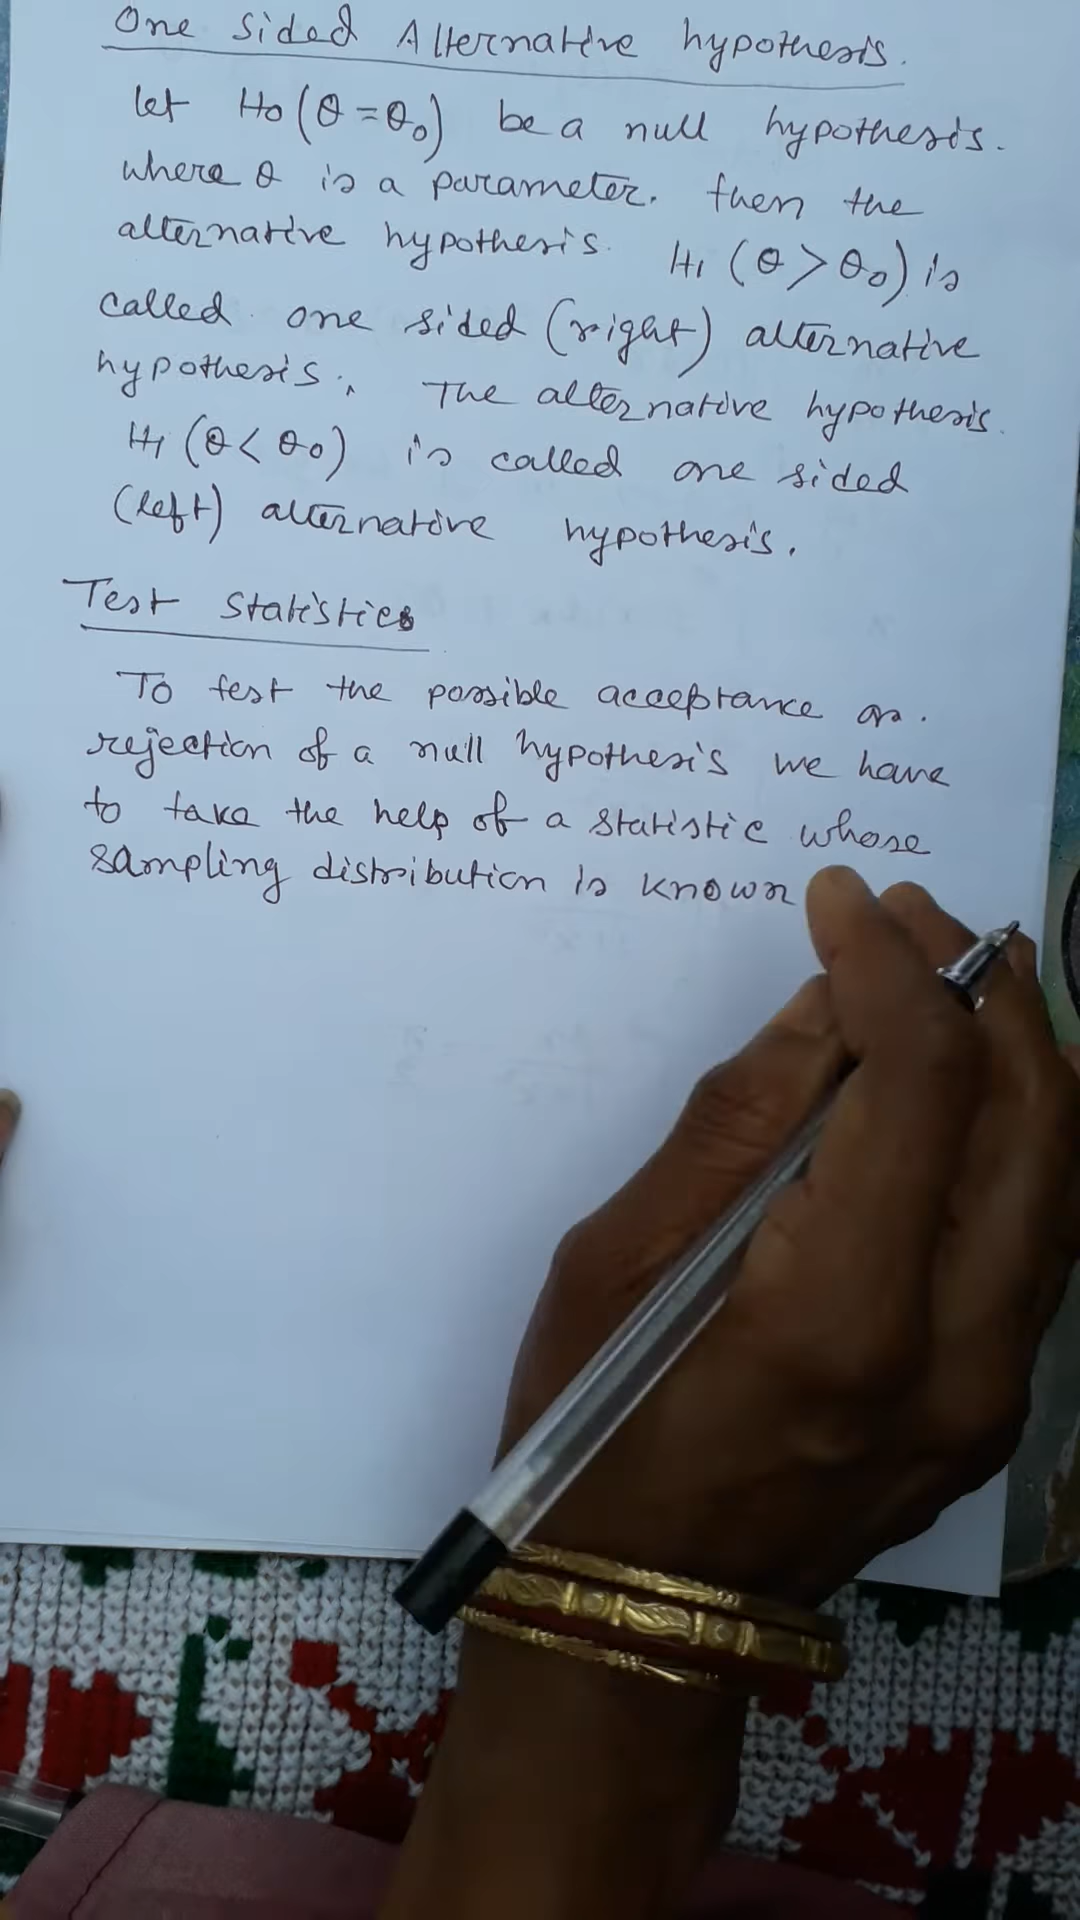 One Sided Alternative hypothesis.
let H0 (θ = θ0) be a null hypothesis.
where θ is a parameter. then the
alternative hypothesis. H1 (θ > θ0) is
called one sided (right) alternative
hypothesis. The alternative hypothesis.
H1 (θ < θ0) is called one sided
(left) alternative hypothesis.
Test Statistics
To test the possible acceptance or.
rejection of a null hypothesis we have
to take the help of a statistic whose
sampling distribution is known